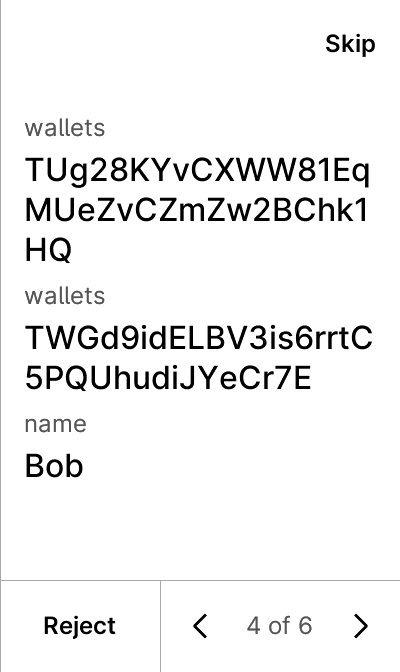 Skip
wallets
TUg28KYvCXWW81Eq
MUeZvCZmZw2BChk1
HQ
wallets
TWGd9idELBV3is6rrtC
5PQUhudiJYeCr7E
name
Bob
Reject
4 of 6